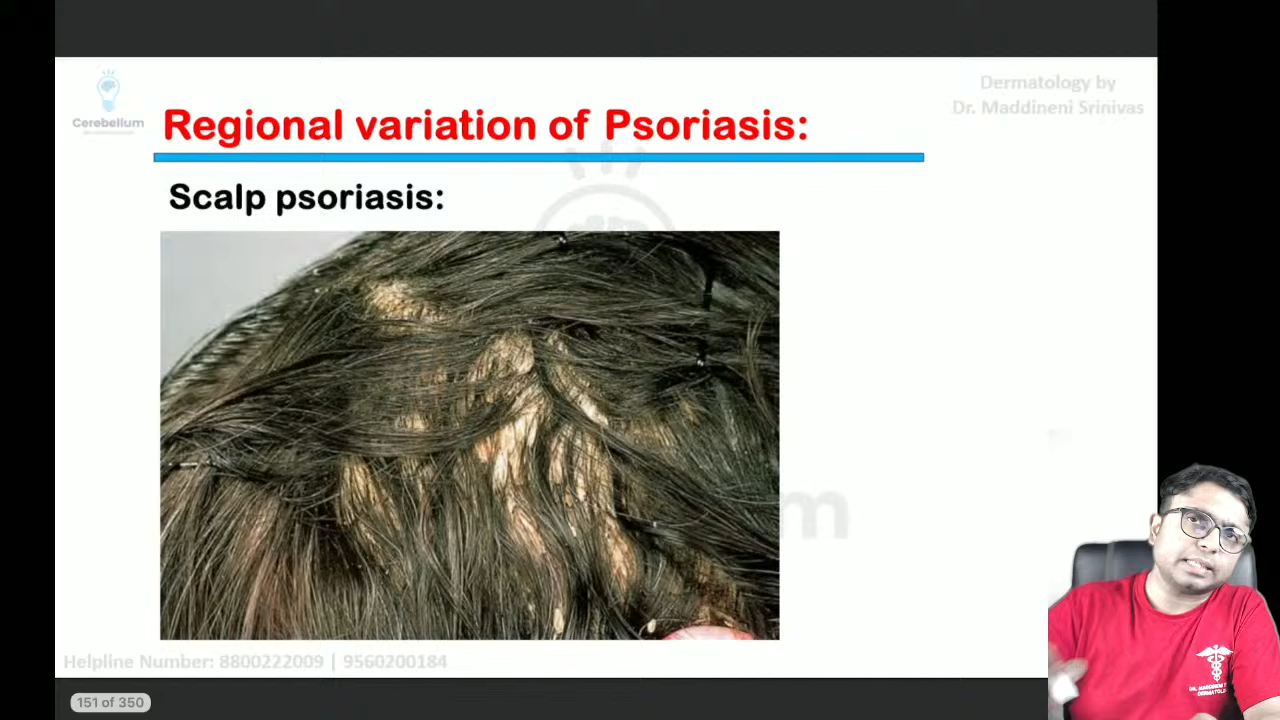 Dermatology by
Dr. Maddineni Srinivas
Cerebellum
Regional variation of Psoriasis:
Scalp psoriasis:
m
Helpline Number: 8800222009 | 9560200184
151 of 350